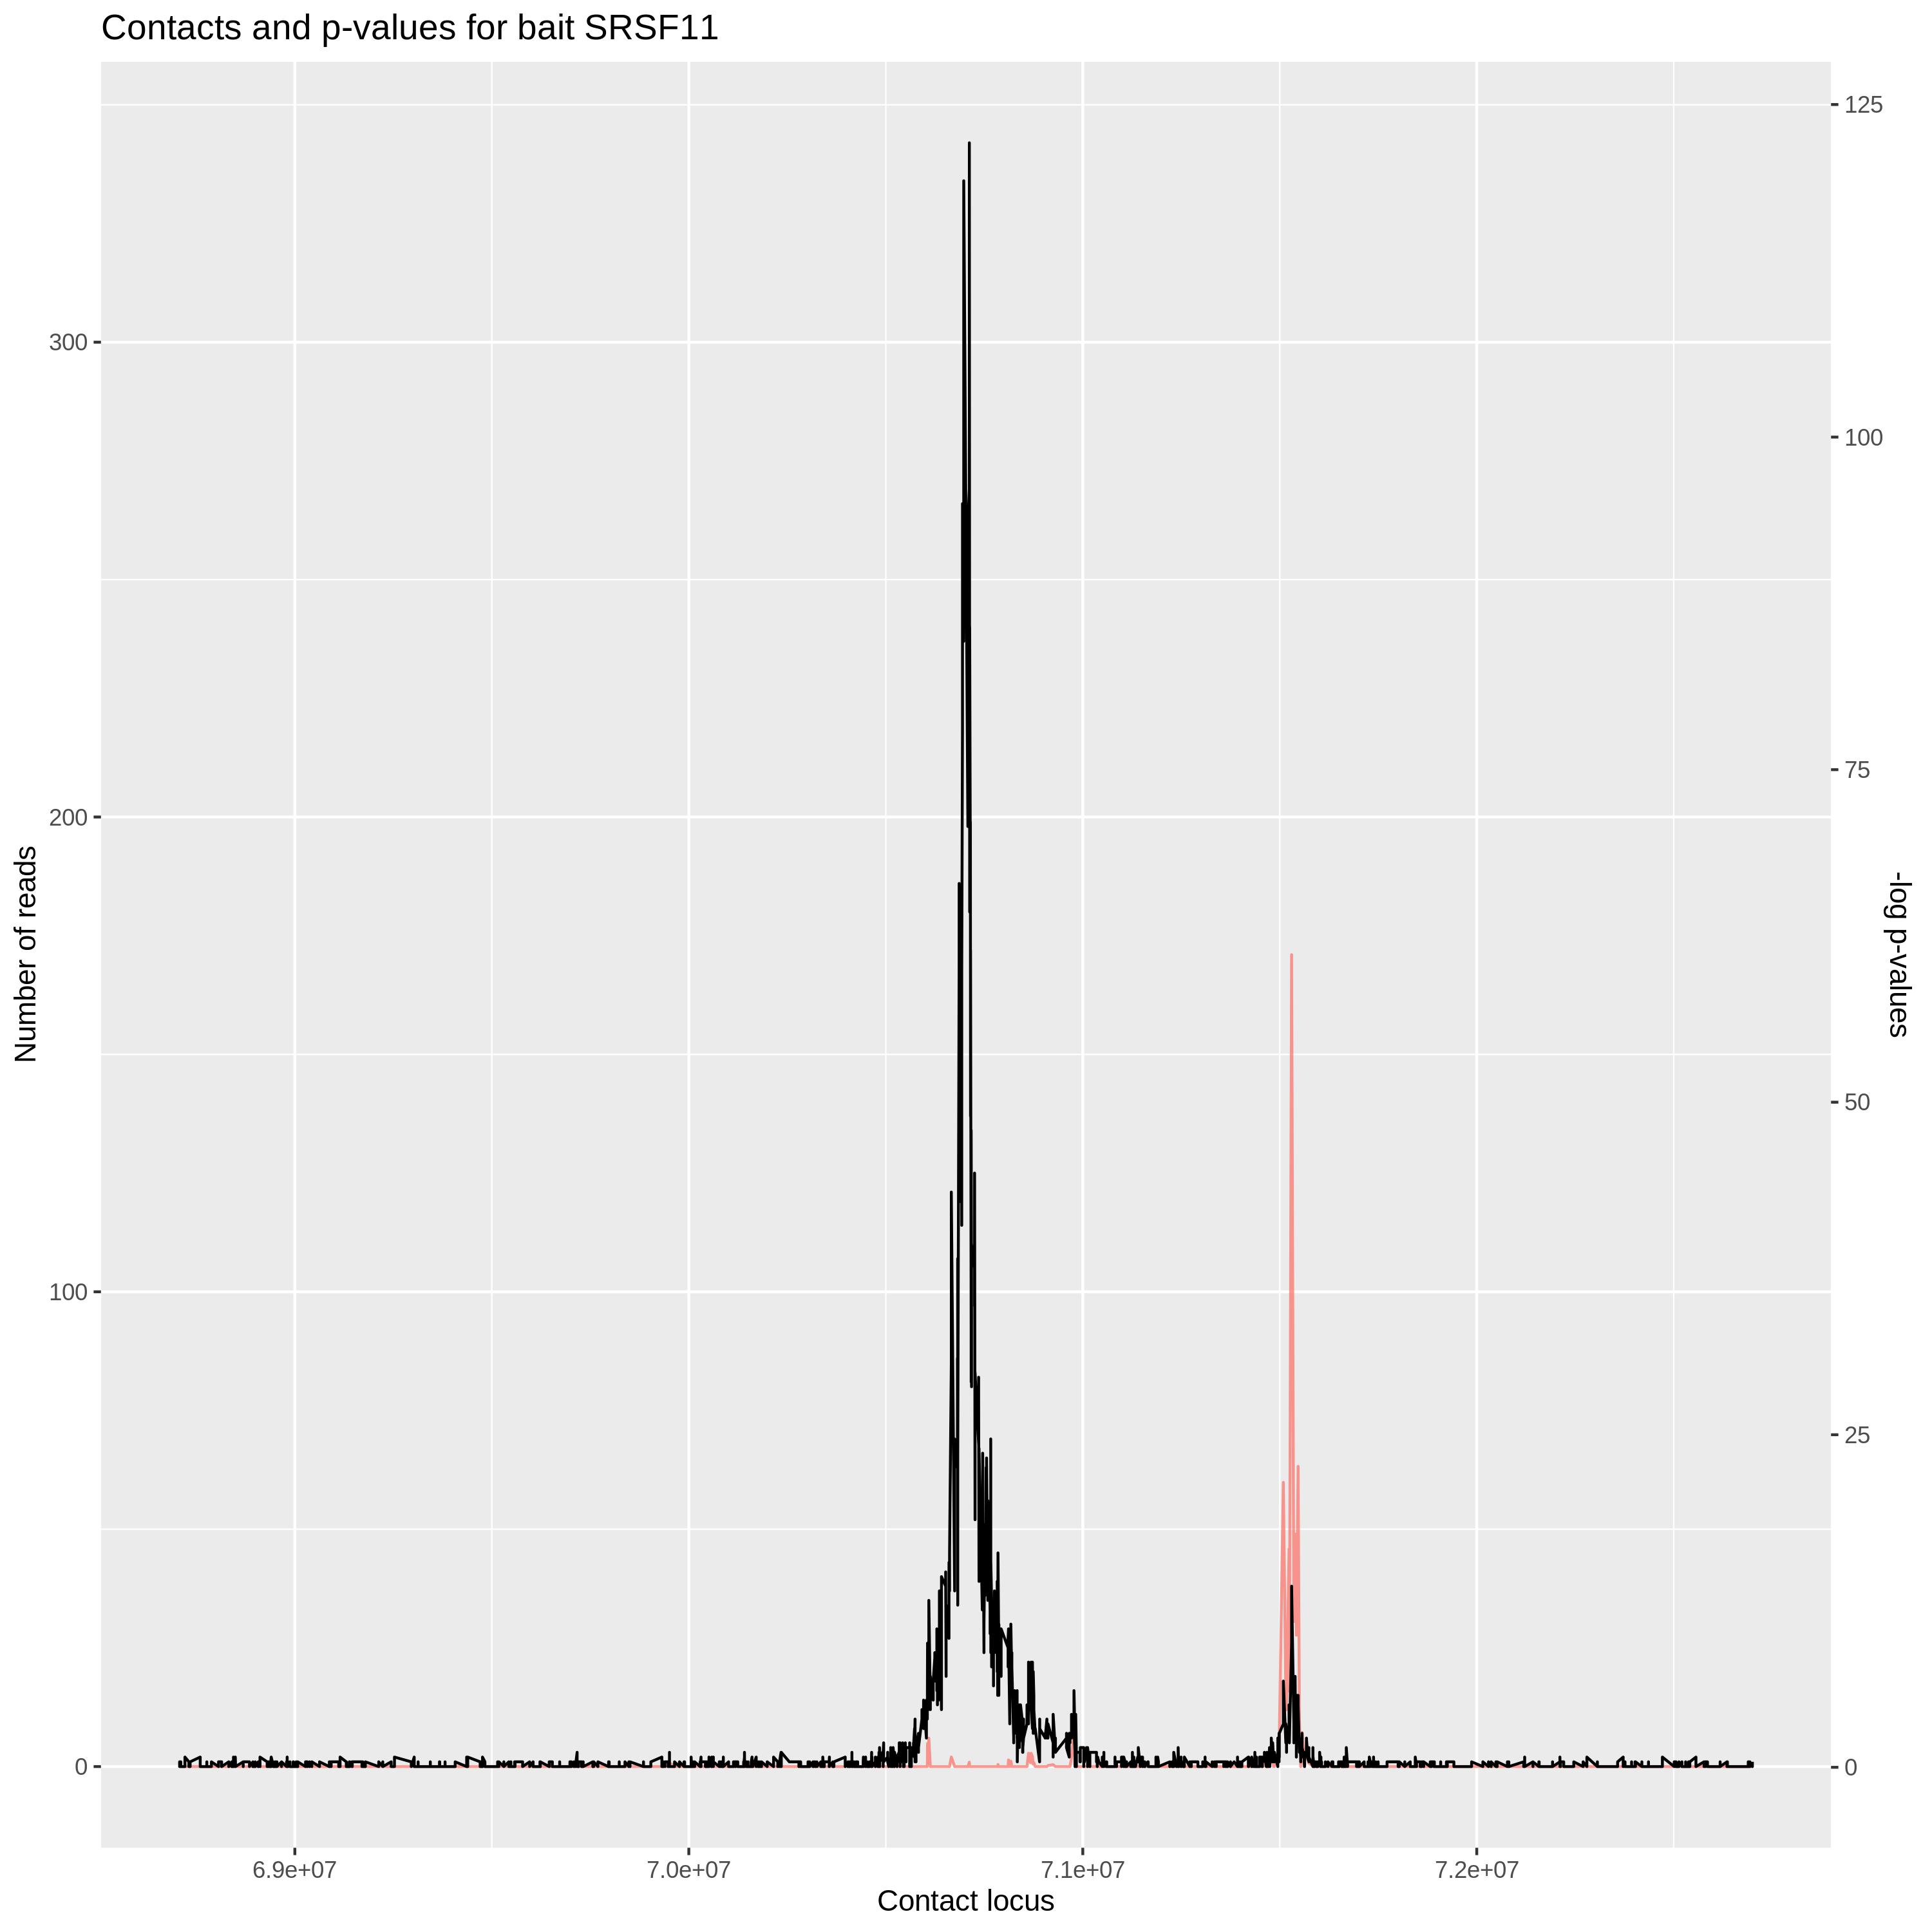 Contacts and p-values for bait SRSF11
Number of reads
300
200
100
0
125
100
75
50
25
0
-log p-values
6.9e+07
7.0e+07
7.1e+07
7.2e+07
Contact locus